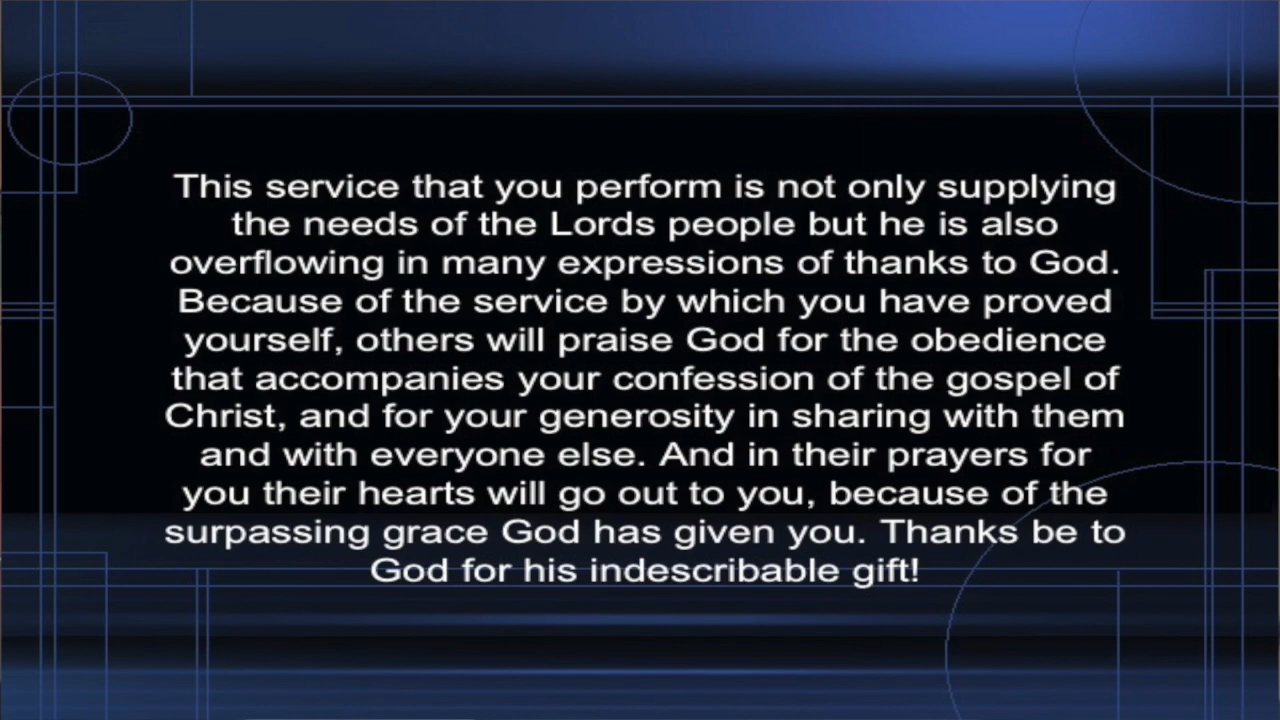 This service that you perform is not only supplying
the needs of the Lords people but he is also
overflowing in many expressions of thanks to God.
Because of the service by which you have proved
yourself, others will praise God for the obedience
that accompanies your confession of the gospel of
Christ, and for your generosity in sharing with them
and with everyone else. And in their prayers for
you their hearts will go out to you, because of the
surpassing grace God has given you. Thanks be to
God for his indescribable gift!